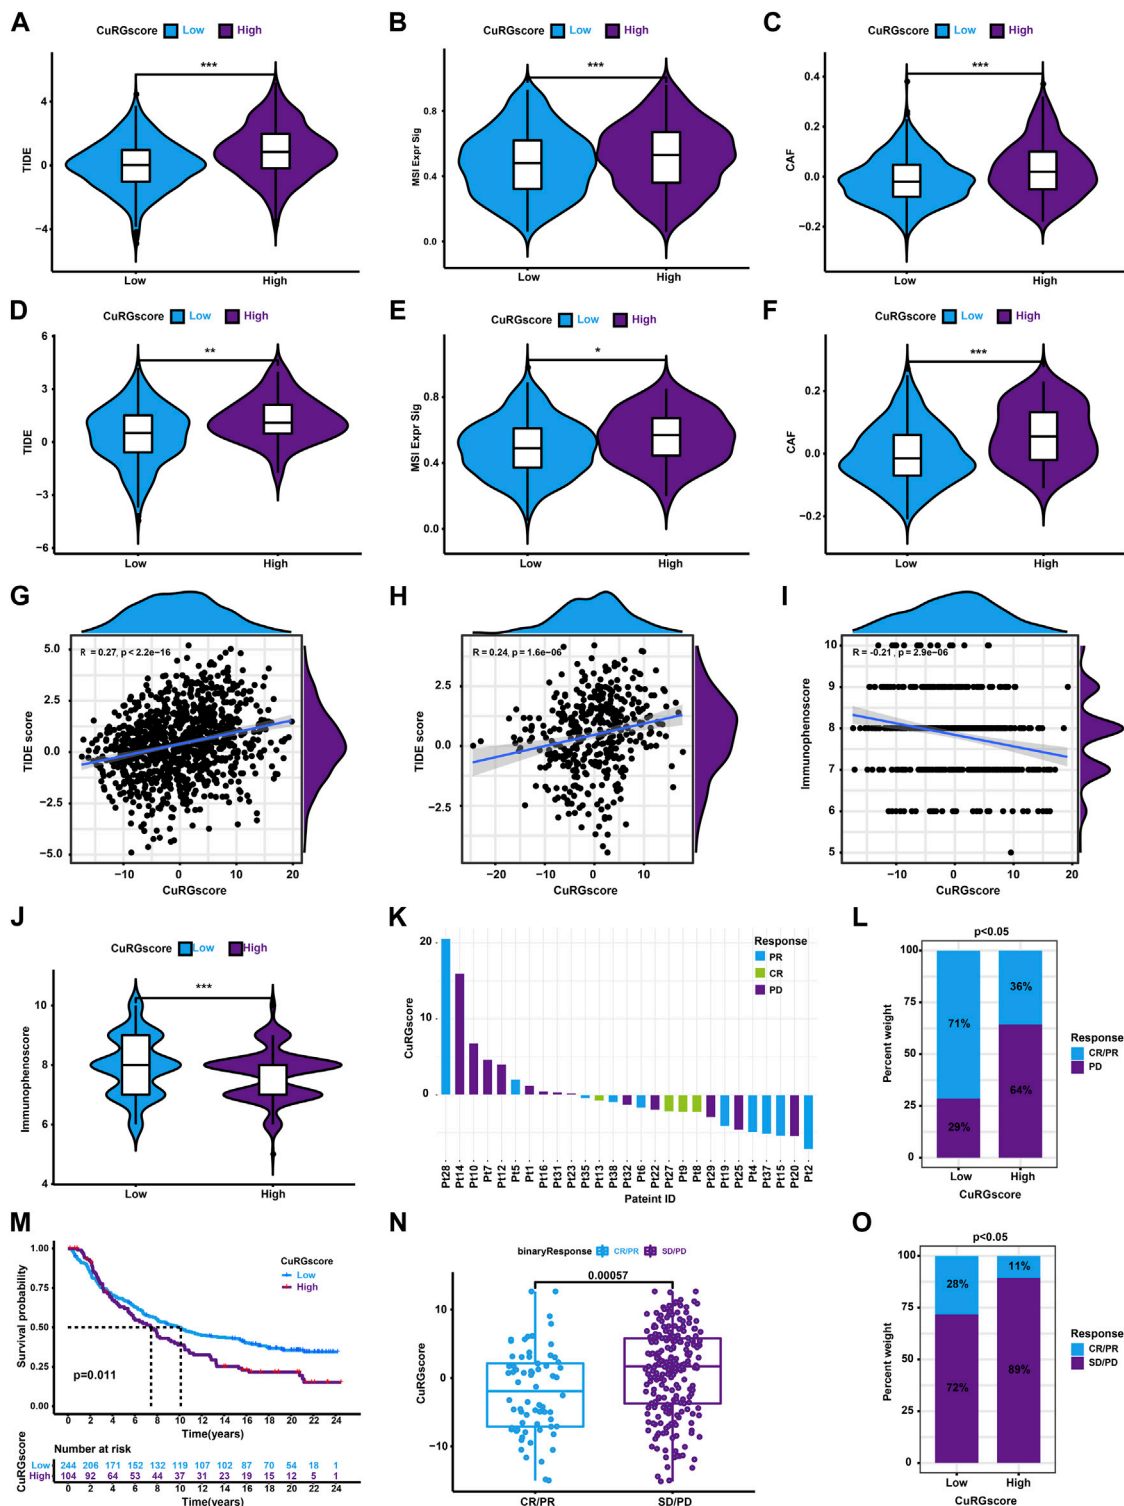 A
CuRGscore Low High
***
TIDE
4
0
−4
Low High
B
CuRGscore Low High
***
MSI Expr Sig
0.8
0.4
0.0
Low High
C
CuRGscore Low High
***
CAF
0.4
0.2
0.0
−0.2
Low High
D
CuRGscore Low High
**
TIDE
6
3
0
−3
−6
Low High
E
CuRGscore Low High
*
MSI Expr Sig
0.8
0.4
0.0
Low High
F
CuRGscore Low High
***
CAF
0.2
0.0
−0.2
Low High
G
R = 0.27, p < 2.2e−16
TIDE score
5.0
2.5
0.0
−2.5
−5.0
−10 0 10 20
CuRGscore
H
R = 0.24, p = 1.6e−06
TIDE score
2.5
0.0
−2.5
−20 −10 0 10
CuRGscore
I
R = -0.21, p = 2.9e−06
Immunophenoscore
10
9
8
7
6
5
−10 0 10 20
CuRGscore
J
CuRGscore Low High
***
Immunophenoscore
10
8
6
4
Low High
K
CuRGscore
20
10
0
Response
PR
CR
PD
Pt28 Pt14 Pt10 Pt7 Pt12 Pt5 Pt1 Pt16 Pt31 Pt23 Pt35 Pt13 Pt38 Pt32 Pt6 Pt22 Pt27 Pt9 Pt8 Pt29 Pt19 Pt25 Pt4 Pt37 Pt15 Pt20 Pt2
Pateint ID
L
p<0.05
Percent weight
100
75
50
25
0
71%
29%
36%
64%
Response
CR/PR
PD
Low High
CuRGscore
M
Survival probability
1.00
0.75
0.50
0.25
0.00
CuRGscore
Low
High
p=0.011
0 2 4 6 8 10 12 14 16 18 20 22 24
Time(years)
CuRGscore
Number at risk
Low 244 206 171 152 132 119 107 102 87 70 54 18 1
High 104 92 64 53 44 37 31 23 19 15 12 5 1
0 2 4 6 8 10 12 14 16 18 20 22 24
Time(years)
N
binaryResponse CR/PR SD/PD
0.00057
CuRGscore
10
0
−10
CR/PR SD/PD
O
p<0.05
Percent weight
100
75
50
25
0
28%
72%
11%
89%
Response
CR/PR
SD/PD
Low High
CuRGscore